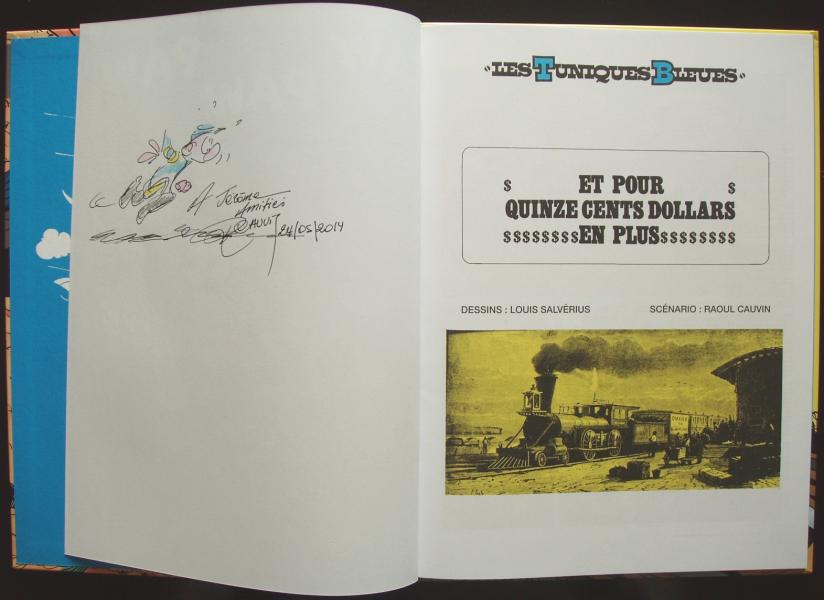 A Jérôme
Amitiés
CAUVIN
24/05/2014
"LES TUNIQUES BLEUES"
$ ET POUR $
QUINZE CENTS DOLLARS
$$$$$$$$EN PLUS$$$$$$$$
DESSINS : LOUIS SALVÉRIUS SCÉNARIO : RAOUL CAUVIN